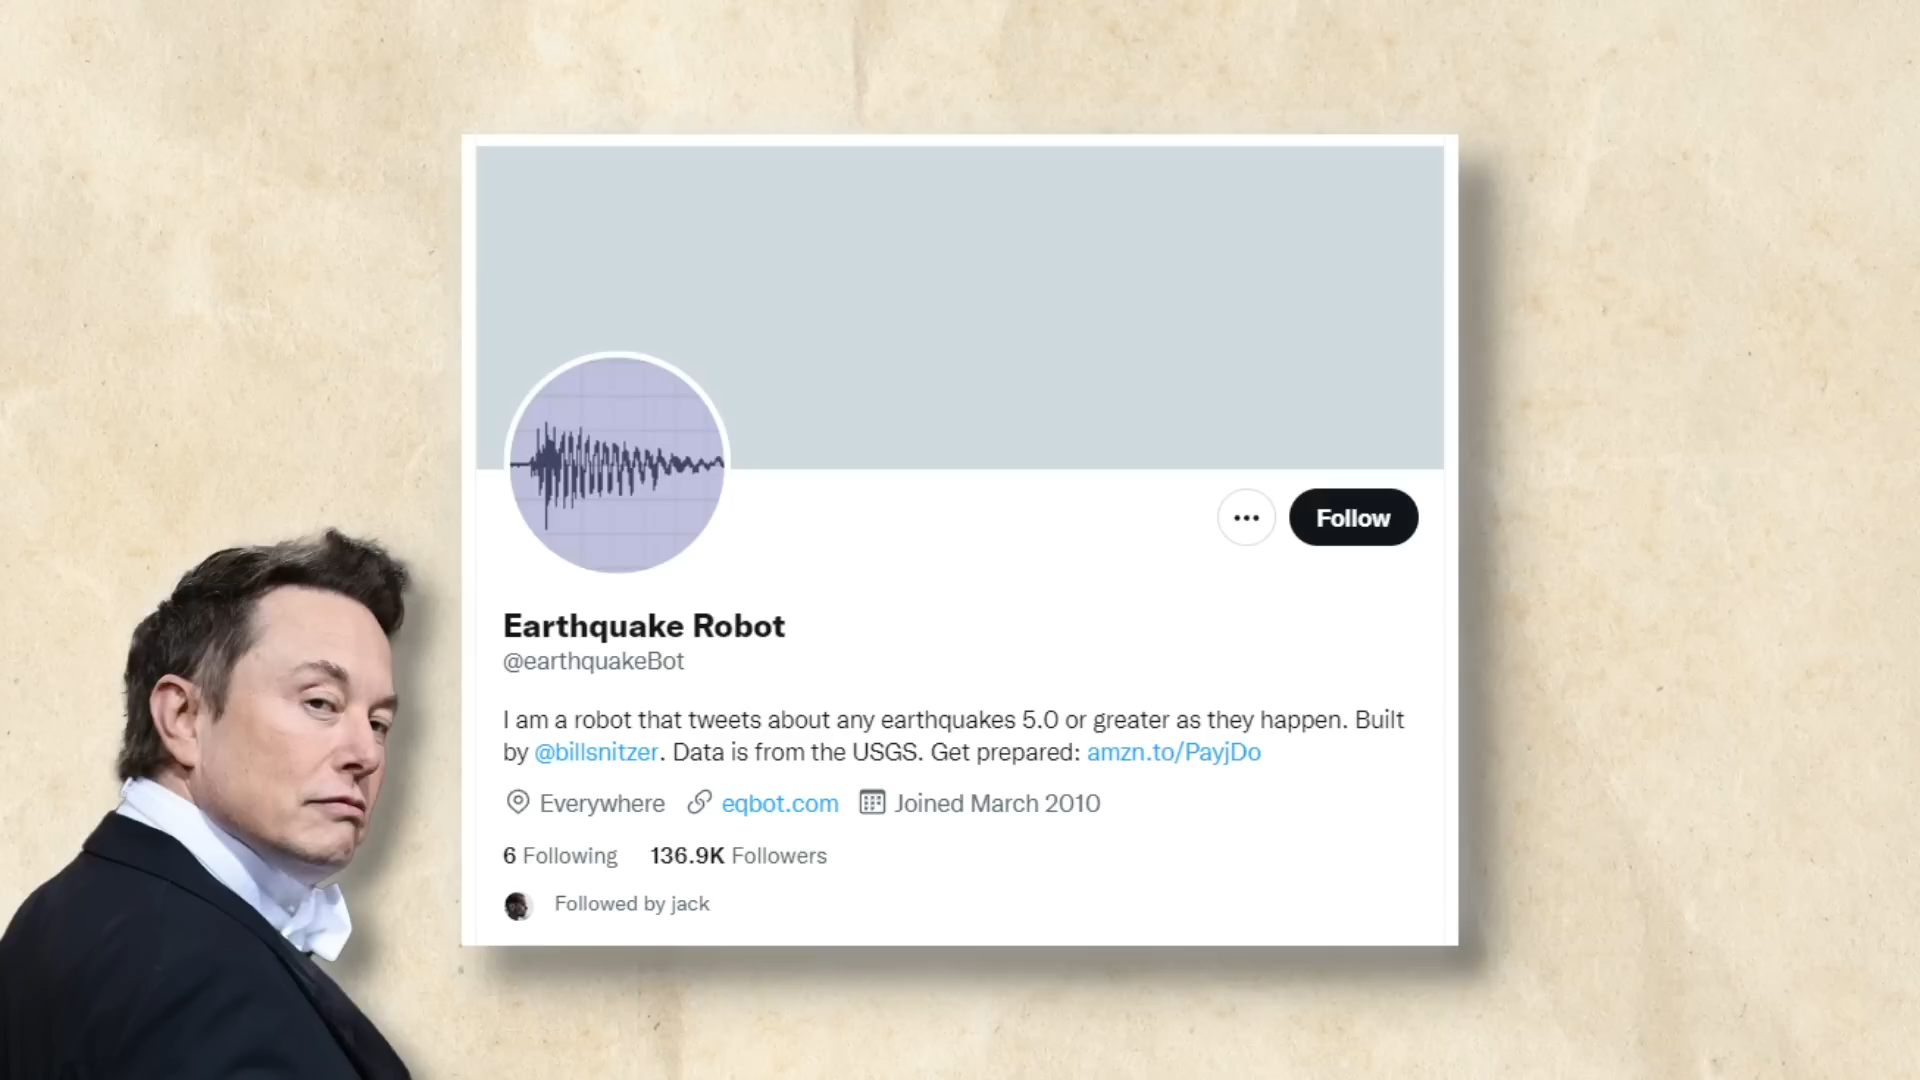 Follow
Earthquake Robot
@earthquakeBot
I am a robot that tweets about any earthquakes 5.0 or greater as they happen. Built
by @billsnitzer. Data is from the USGS. Get prepared: amzn.to/PayjDo
Everywhere eqbot.com Joined March 2010
6 Following 136.9K Followers
Followed by jack